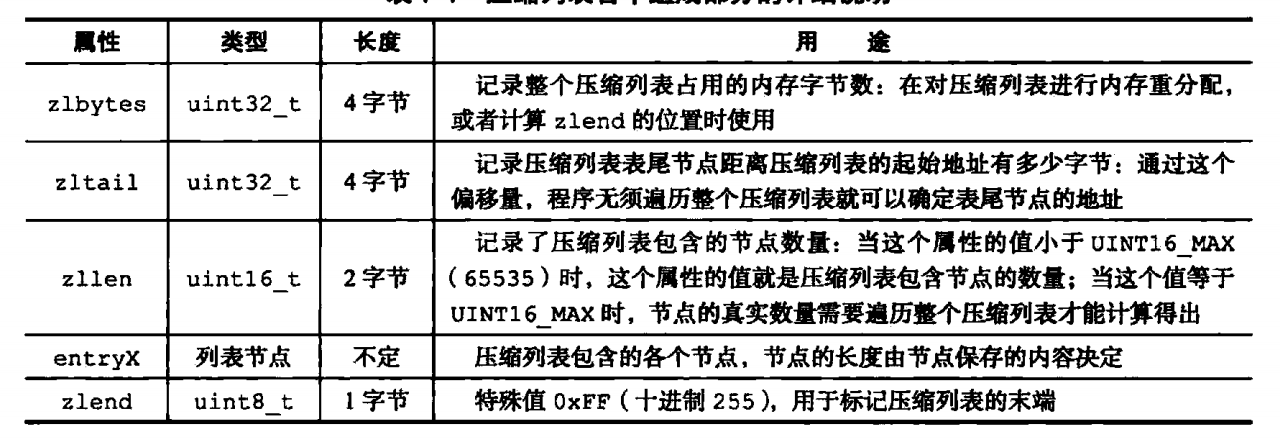 属性 类型 长度 用 途
zlbytes uint32_t 4字节 记录整个压缩列表占用的内存字节数：在对压缩列表进行内存重分配，
或者计算 zlend 的位置时使用
zltail uint32_t 4字节 记录压缩列表表尾节点距离压缩列表的起始地址有多少字节：通过这个
偏移量，程序无须遍历整个压缩列表就可以确定表尾节点的地址
zllen uint16_t 2字节 记录了压缩列表包含的节点数量：当这个属性的值小于 UINT16_MAX
（65535）时，这个属性的值就是压缩列表包含节点的数量；当这个值等于
UINT16_MAX 时，节点的真实数量需要遍历整个压缩列表才能计算得出
entryX 列表节点 不定 压缩列表包含的各个节点，节点的长度由节点保存的内容决定
zlend uint8_t 1字节 特殊值 0xFF（十进制 255），用于标记压缩列表的末端